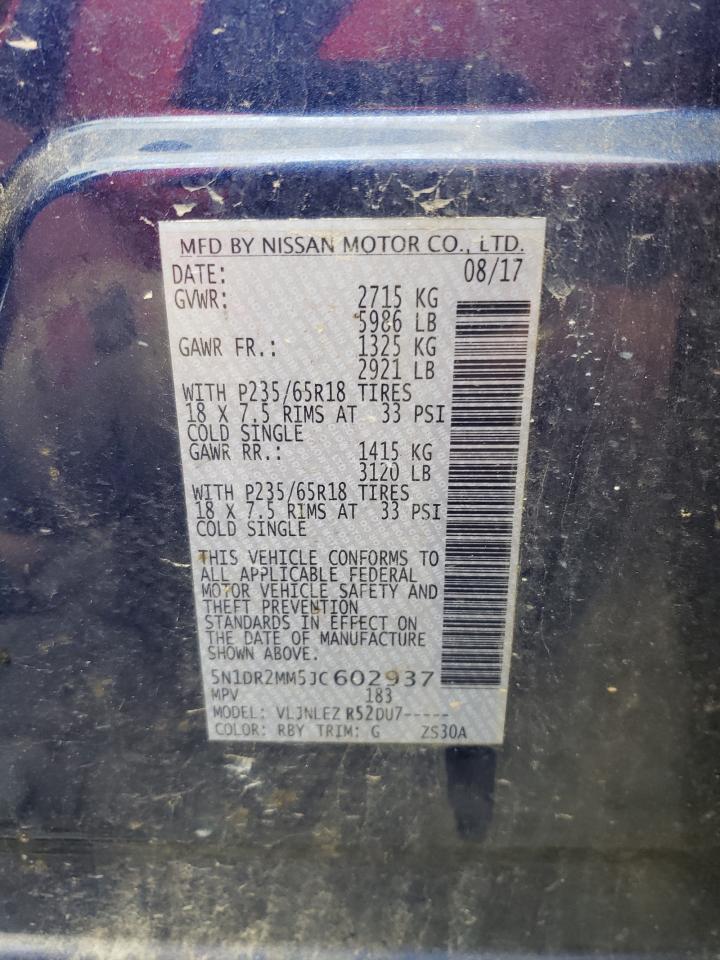 MFD BY NISSAN MOTOR CO., LTD.
DATE: 08/17
GVWR: 2715 KG
5986 LB
GAWR FR.: 1325 KG
2921 LB
WITH P235/65R18 TIRES
18 X 7.5 RIMS AT 33 PSI
COLD SINGLE
GAWR RR.: 1415 KG
3120 LB
WITH P235/65R18 TIRES
18 X 7.5 RIMS AT 33 PSI
COLD SINGLE
THIS VEHICLE CONFORMS TO
ALL APPLICABLE FEDERAL
MOTOR VEHICLE SAFETY AND
THEFT PREVENTION
STANDARDS IN EFFECT ON
THE DATE OF MANUFACTURE
SHOWN ABOVE.
5N1DR2MM5JC602937
MPV 183
MODEL: VLJNLEZ R52DU7-----
COLOR: RBY TRIM: G ZS30A